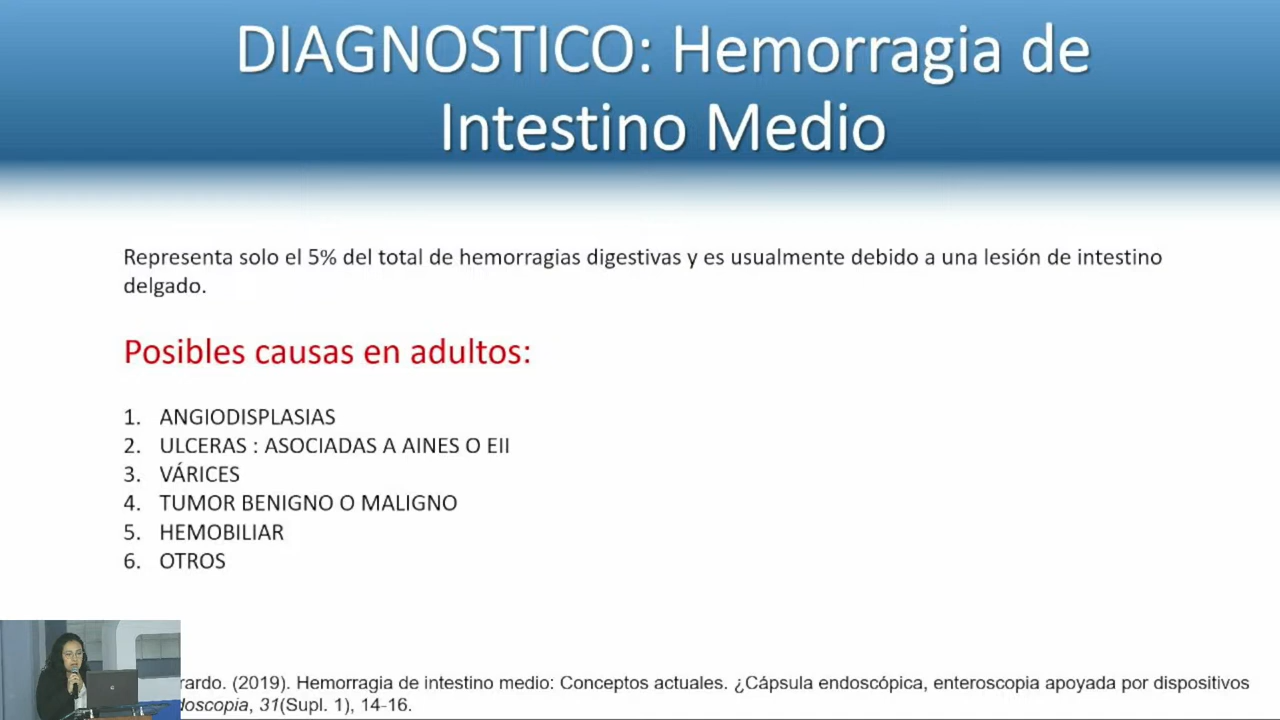 DIAGNOSTICO: Hemorragia de
Intestino Medio
Representa solo el 5% del total de hemorragias digestivas y es usualmente debido a una lesión de intestino
delgado.
Posibles causas en adultos:
1. ANGIODISPLASIAS
2. ULCERAS : ASOCIADAS A AINES O EII
3. VÁRICES
4. TUMOR BENIGNO O MALIGNO
5. HEMOBILIAR
6. OTROS
rardo. (2019). Hemorragia de intestino medio: Conceptos actuales. ¿Cápsula endoscópica, enteroscopia apoyada por dispositivos
doscopia, 31(Supl. 1), 14-16.